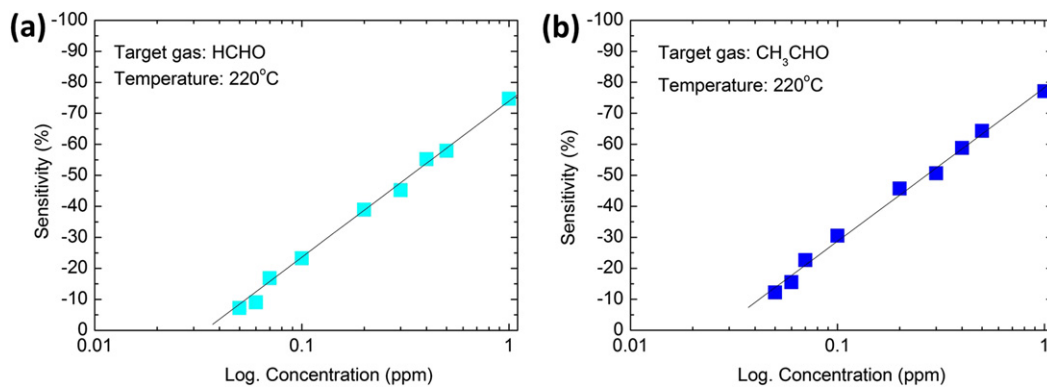 (a)
Target gas: HCHO
Temperature: 220°C
Sensitivity (%)
-100
-90
-80
-70
-60
-50
-40
-30
-20
-10
0
0.01
0.1
1
Log. Concentration (ppm)
(b)
Target gas: CH₃CHO
Temperature: 220°C
Sensitivity (%)
-100
-90
-80
-70
-60
-50
-40
-30
-20
-10
0
0.01
0.1
1
Log. Concentration (ppm)